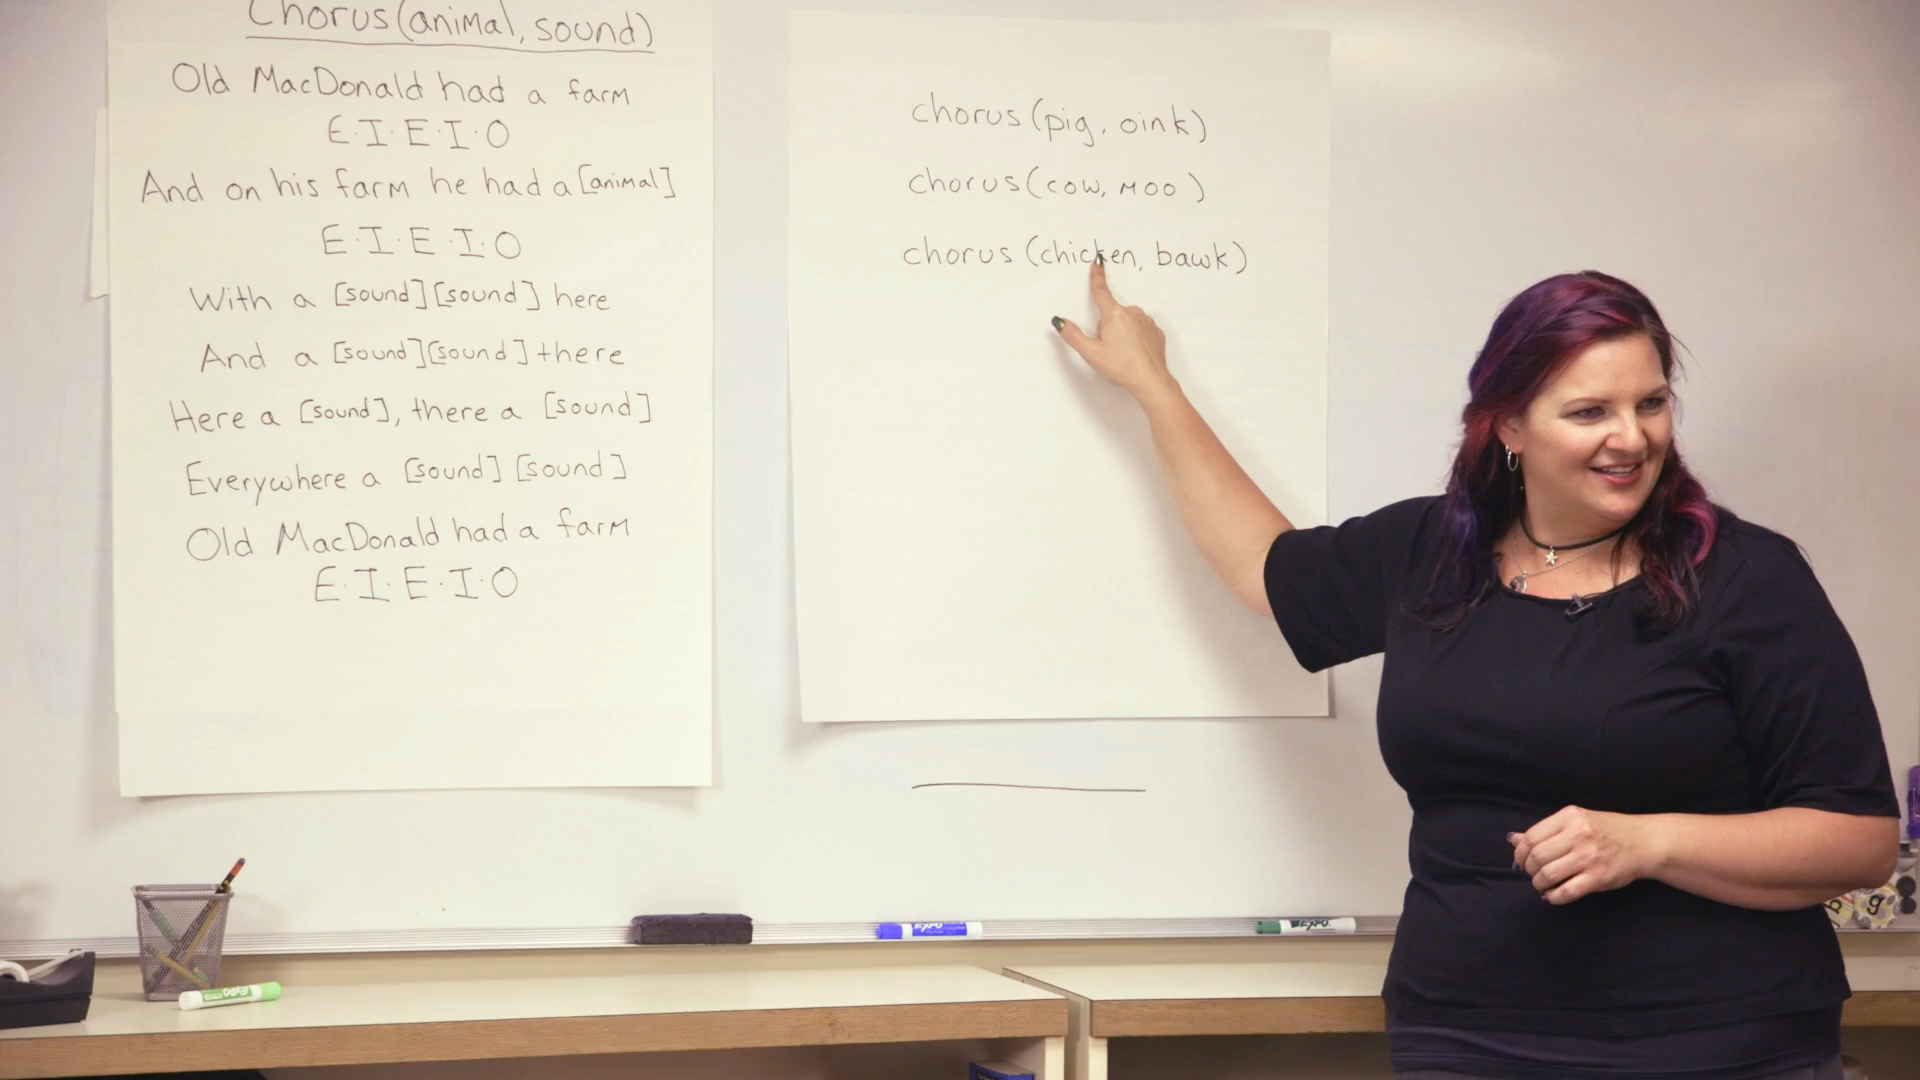 Chorus(animal, sound)
Old MacDonald had a farm
E·I·E·I·O
And on his farm he had a [animal]
E·I·E·I·O
With a [sound][sound] here
And a [sound][sound] there
Here a [sound], there a [sound]
Everywhere a [sound] [sound]
Old MacDonald had a farm
E·I·E·I·O
chorus (pig, oink)
chorus (cow, moo)
chorus (chicken, bawk)
EXPO
EXPO
EXPO
g